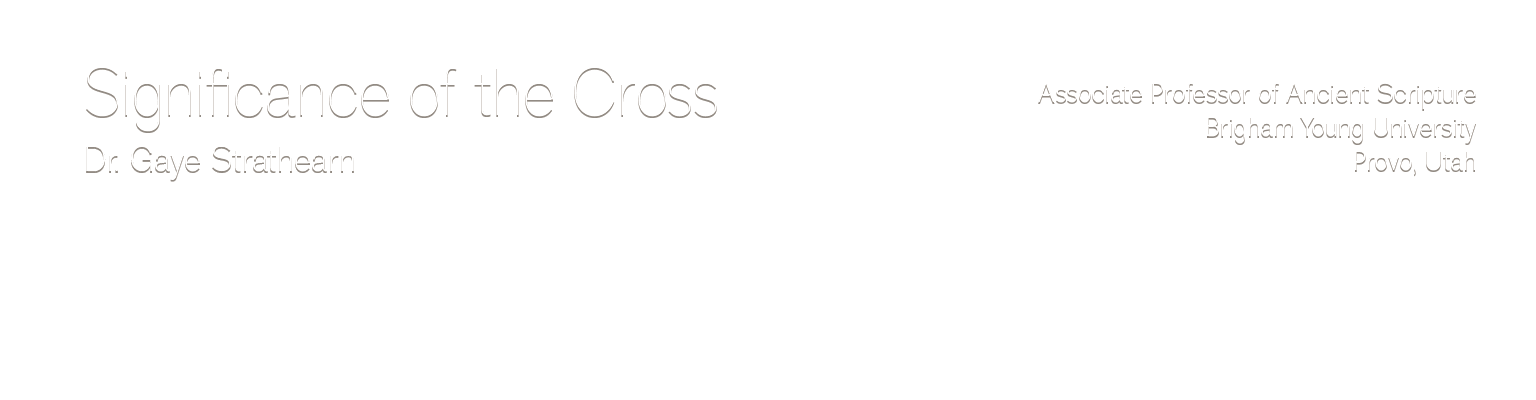 Significance of the Cross
Dr. Gaye Strathearn
Associate Professor of Ancient Scripture
Brigham Young University
Provo, Utah